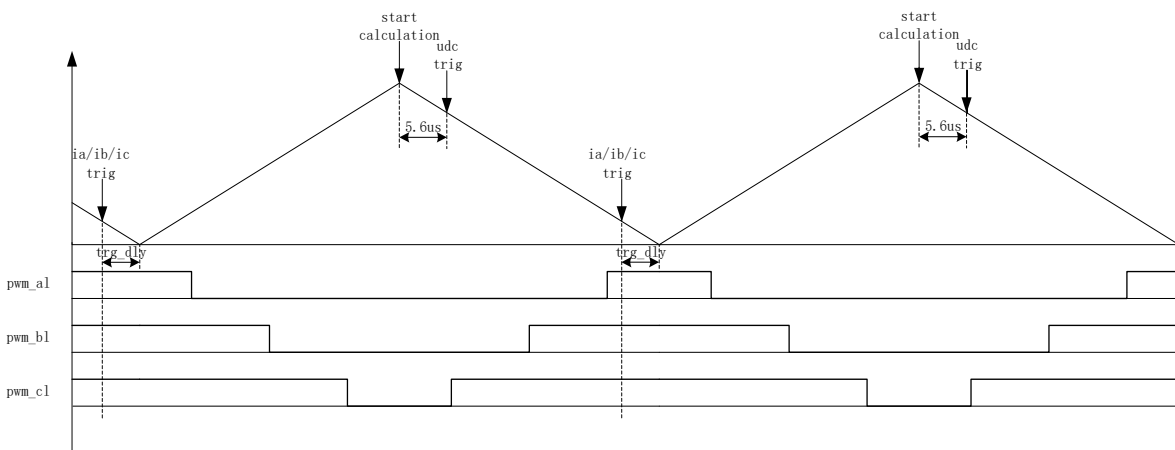 start
calculation
udc
trig
5.6us
ia/ib/ic
trig
trg_dly
start
calculation
udc
trig
5.6us
ia/ib/ic
trig
trg_dly
pwm_al
pwm_bl
pwm_cl